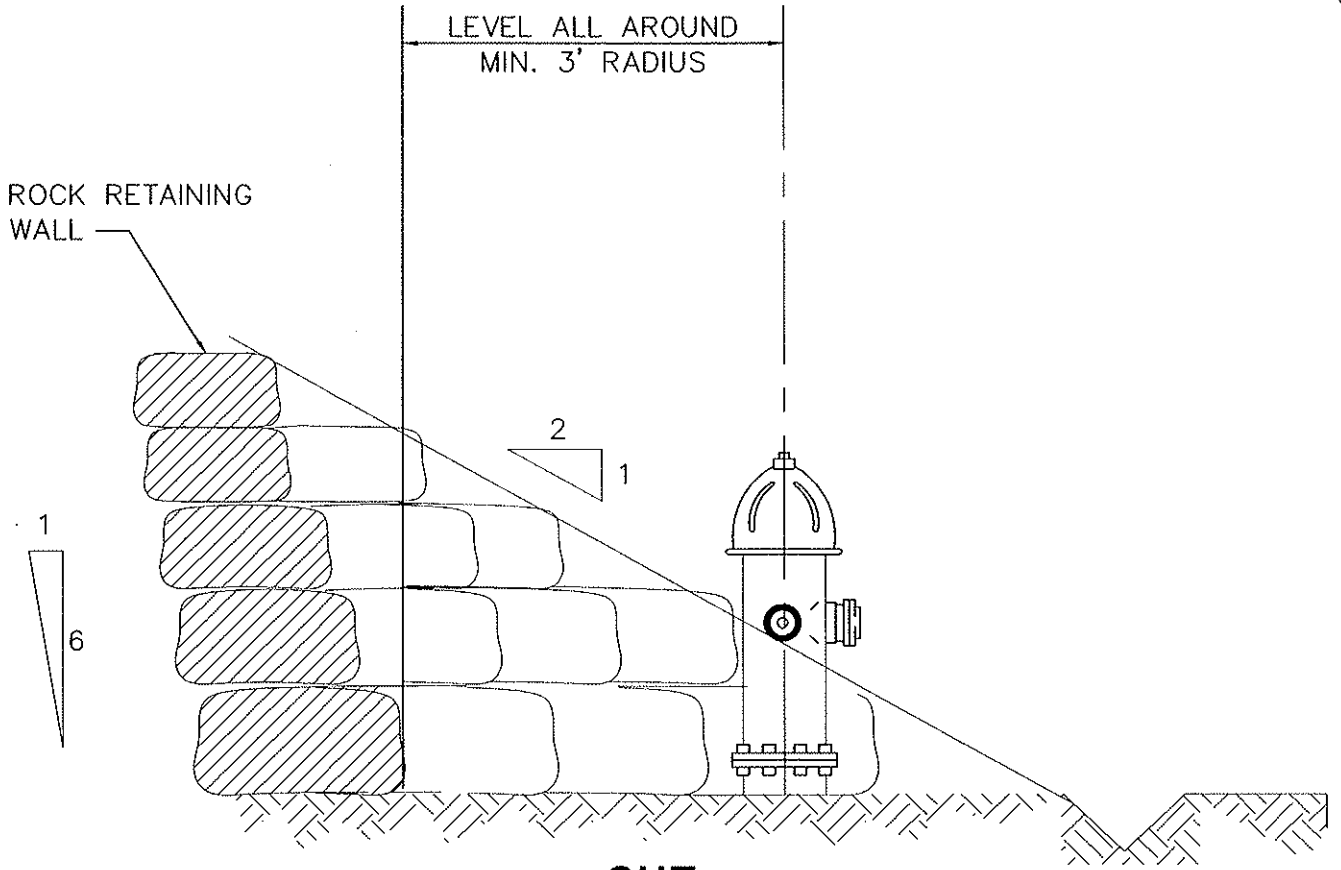 LEVEL ALL AROUND
MIN. 3' RADIUS
ROCK RETAINING
WALL
2
1
1
6